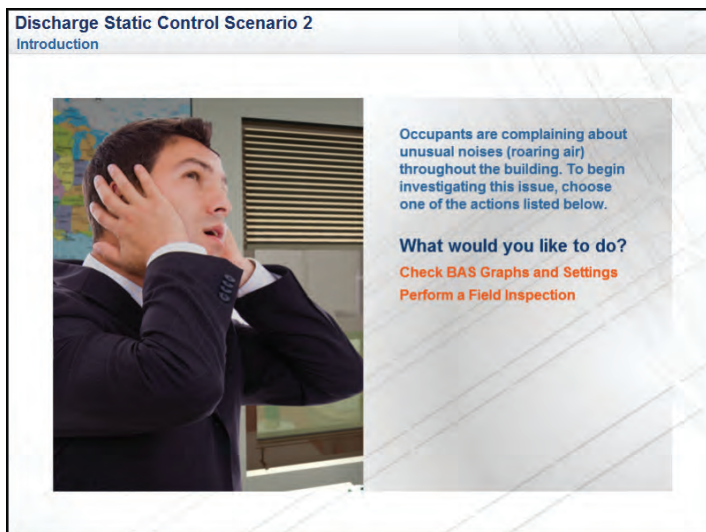 Discharge Static Control Scenario 2
Introduction
Occupants are complaining about
unusual noises (roaring air)
throughout the building. To begin
investigating this issue, choose
one of the actions listed below.
What would you like to do?
Check BAS Graphs and Settings
Perform a Field Inspection